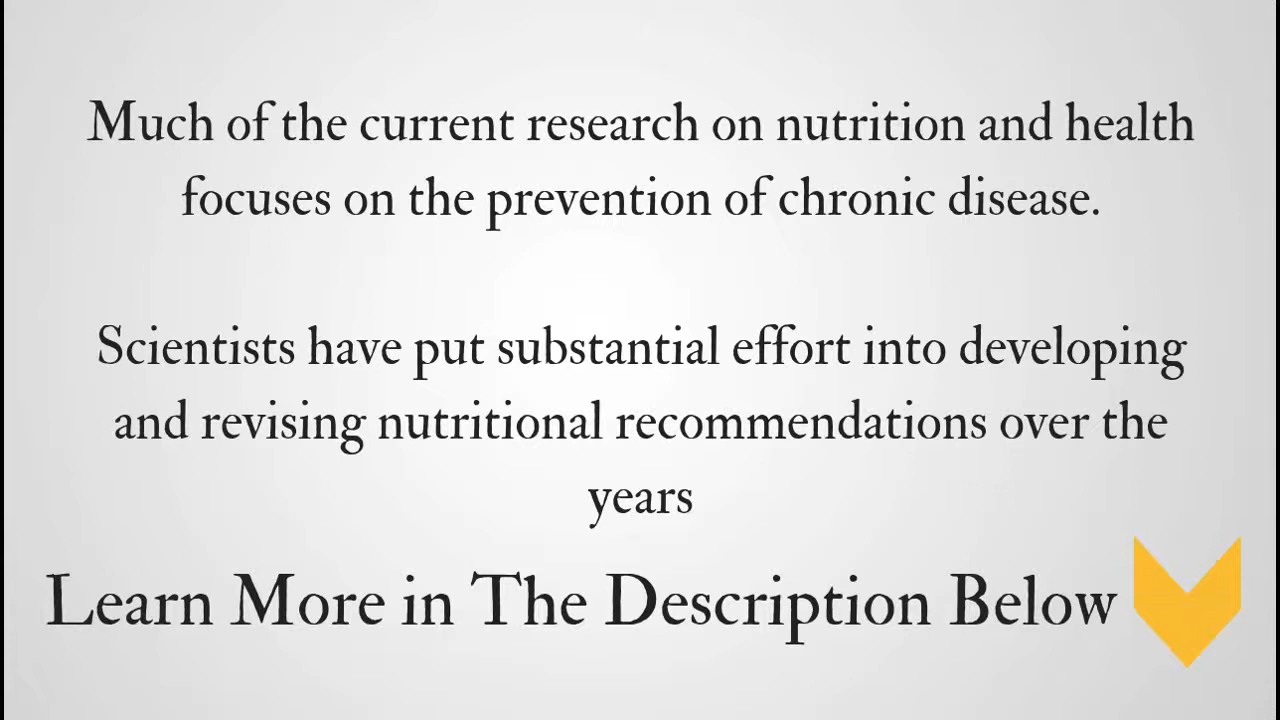 Much of the current research on nutrition and health
focuses on the prevention of chronic disease.
Scientists have put substantial effort into developing
and revising nutritional recommendations over the
years
Learn More in The Description Below